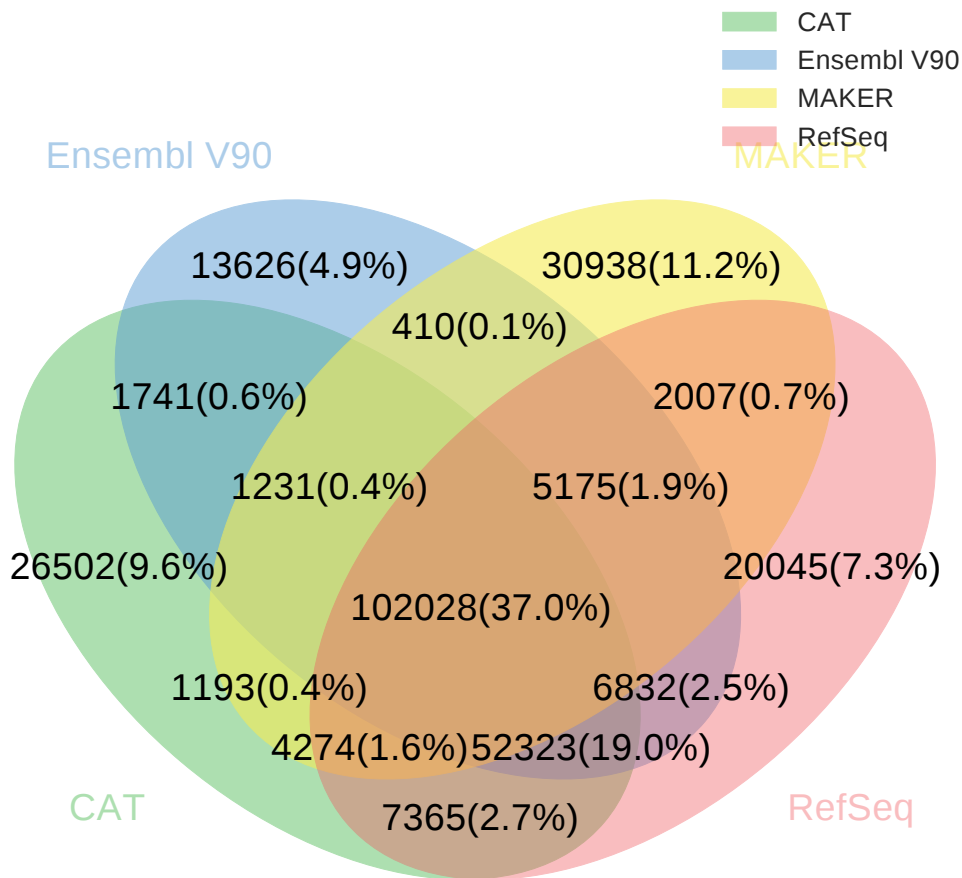 CAT
Ensembl V90
MAKER
RefSeq
Ensembl V90
MAKER
13626(4.9%)
30938(11.2%)
410(0.1%)
1741(0.6%)
2007(0.7%)
1231(0.4%)
5175(1.9%)
26502(9.6%)
20045(7.3%)
102028(37.0%)
1193(0.4%)
6832(2.5%)
4274(1.6%)
52323(19.0%)
CAT
7365(2.7%)
RefSeq